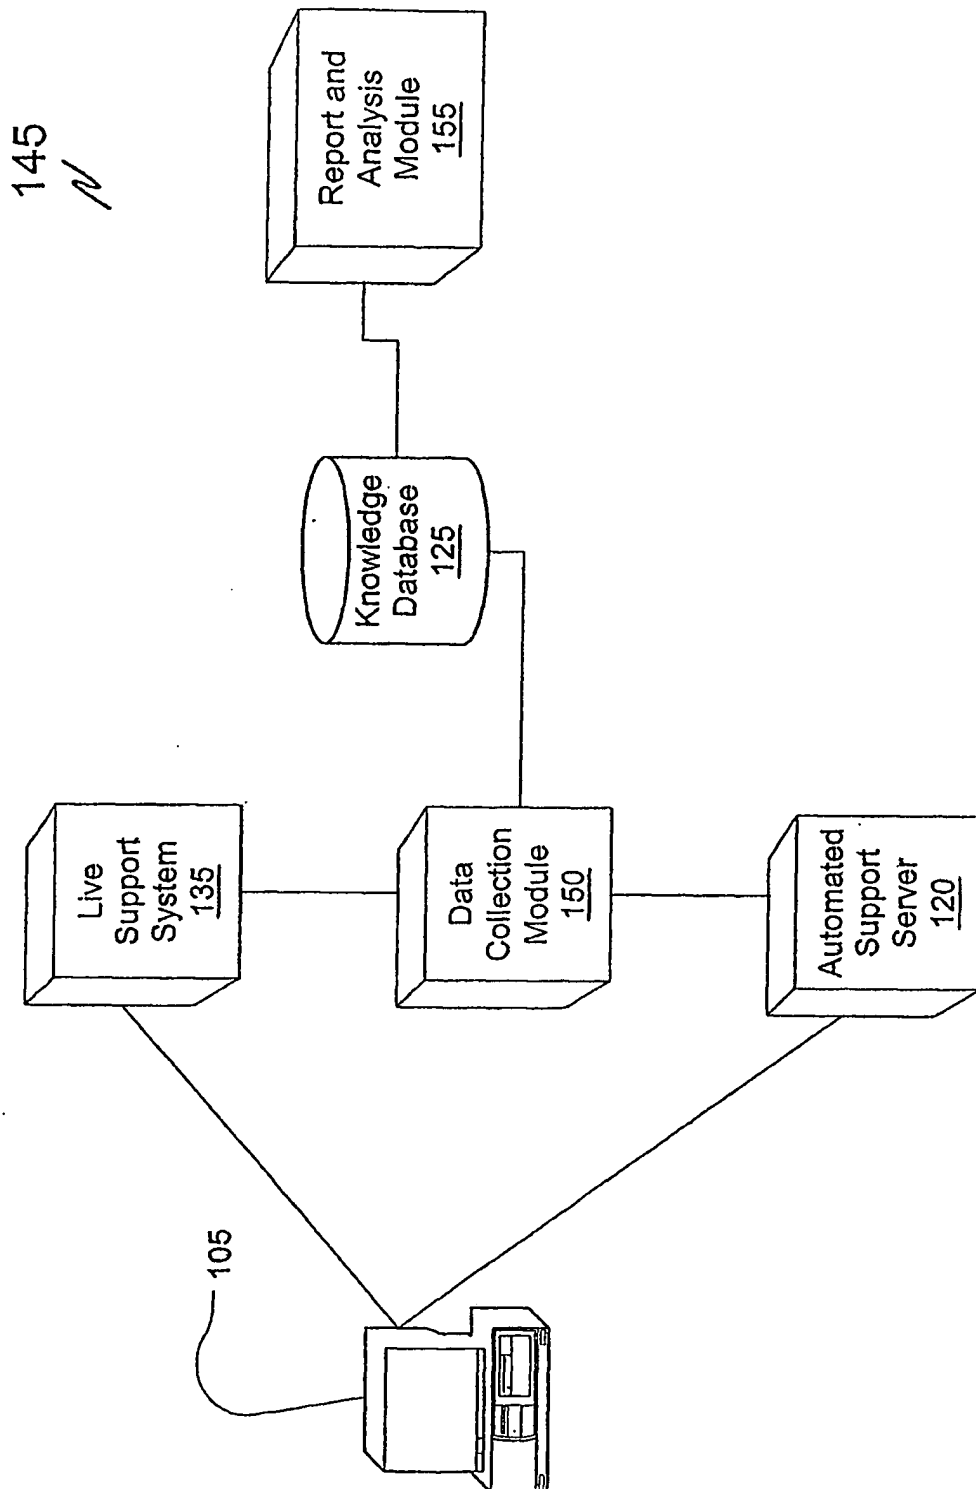 145
105
Live
Support
System
135
Data
Collection
Module
150
Automated
Support
Server
120
Knowledge
Database
125
Report and
Analysis
Module
155